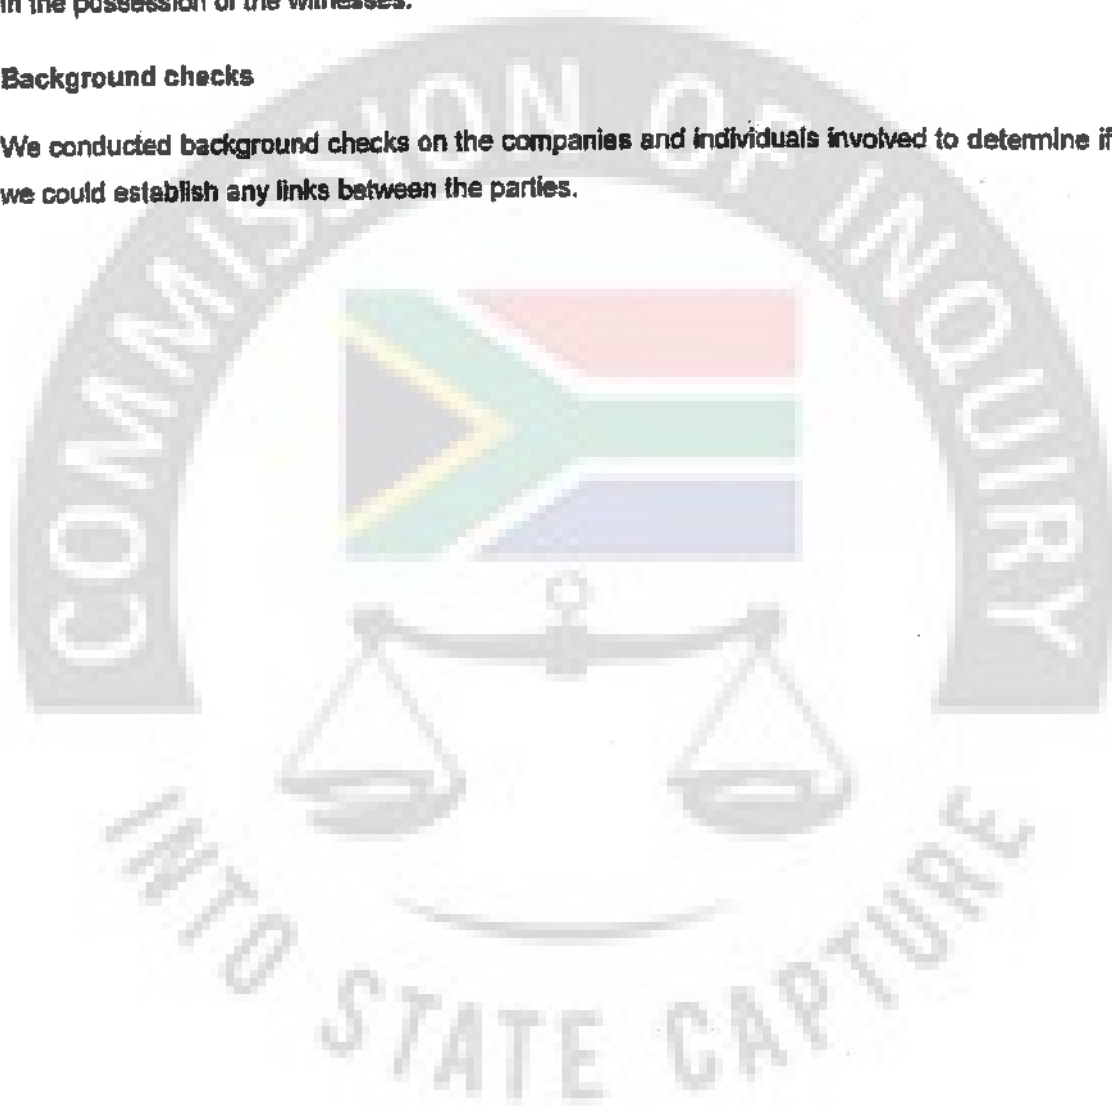 in the possession of the witnesses.
Background checks
We conducted background checks on the companies and individuals involved to determine if
we could establish any links between the parties.
COMMISSION OF INQUIRY
INTO STATE CAPTURE